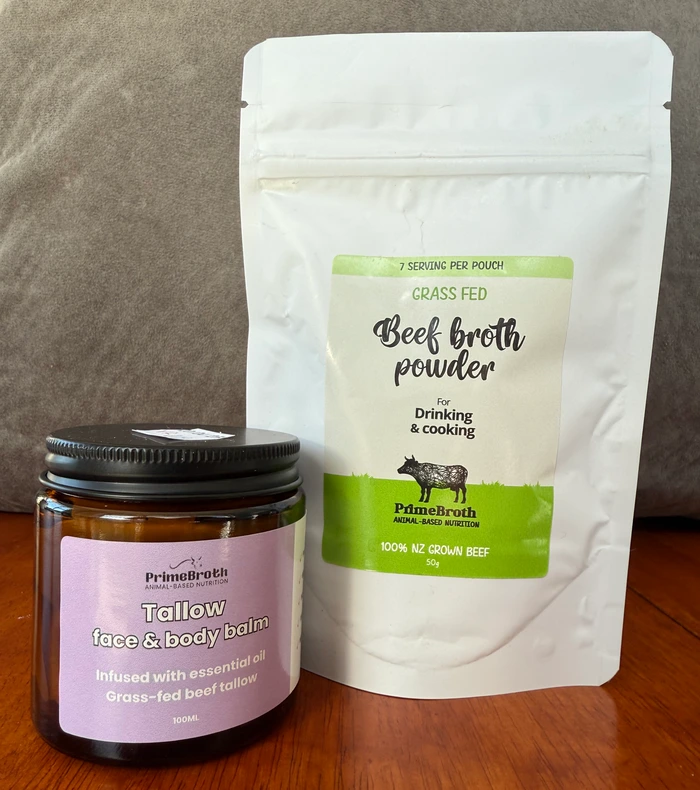 7 SERVING PER POUCH
GRASS FED
Beef broth
powder
For
Drinking
& cooking
PrimeBroth
ANIMAL-BASED NUTRITION
100% NZ GROWN BEEF
50g
PrimeBroth
ANIMAL-BASED NUTRITION
Tallow
face & body balm
Infused with essential oil
Grass-fed beef tallow
100ML